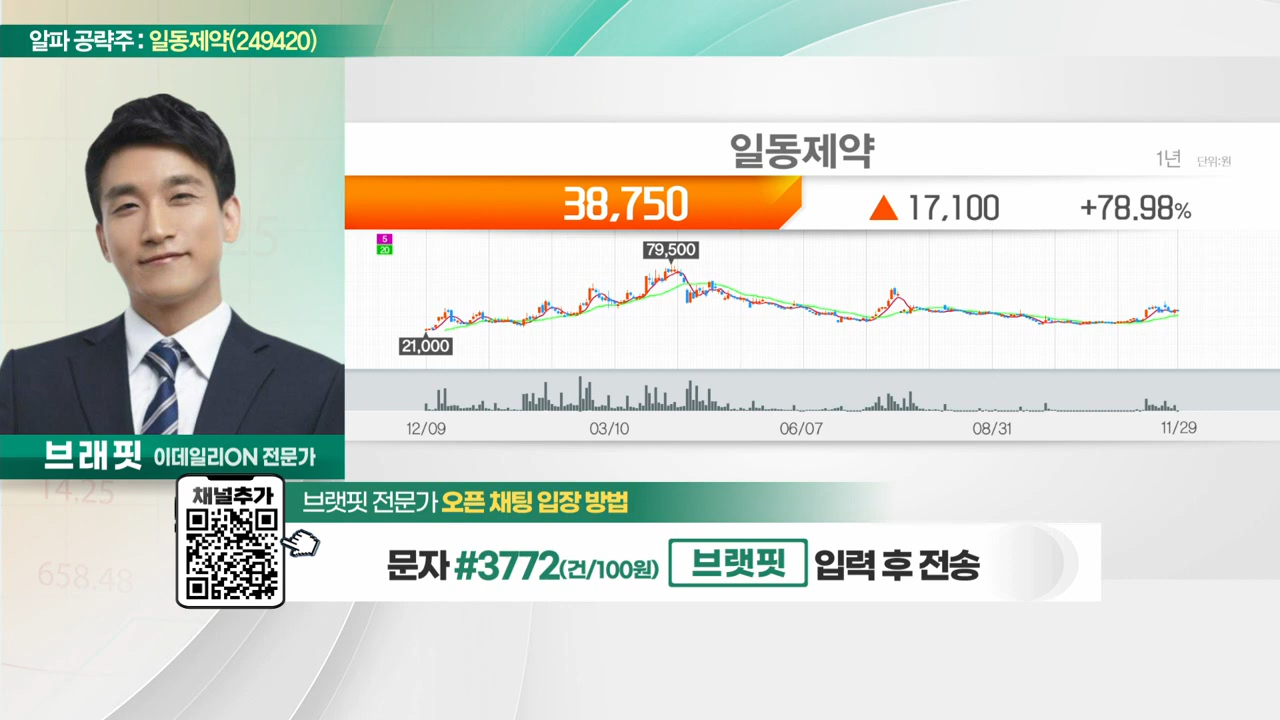 알파 공략주 : 일동제약(249420)
일동제약
1년 단위:원
38,750 ▲ 17,100 +78.98%
5
20
79,500
21,000
12/09 03/10 06/07 08/31 11/29
브래핏 이데일리ON 전문가
14.25
채널추가
브랫핏 전문가 오픈 채팅 입장 방법
문자 #3772(건/100원) 브랫핏 입력 후 전송
658.48